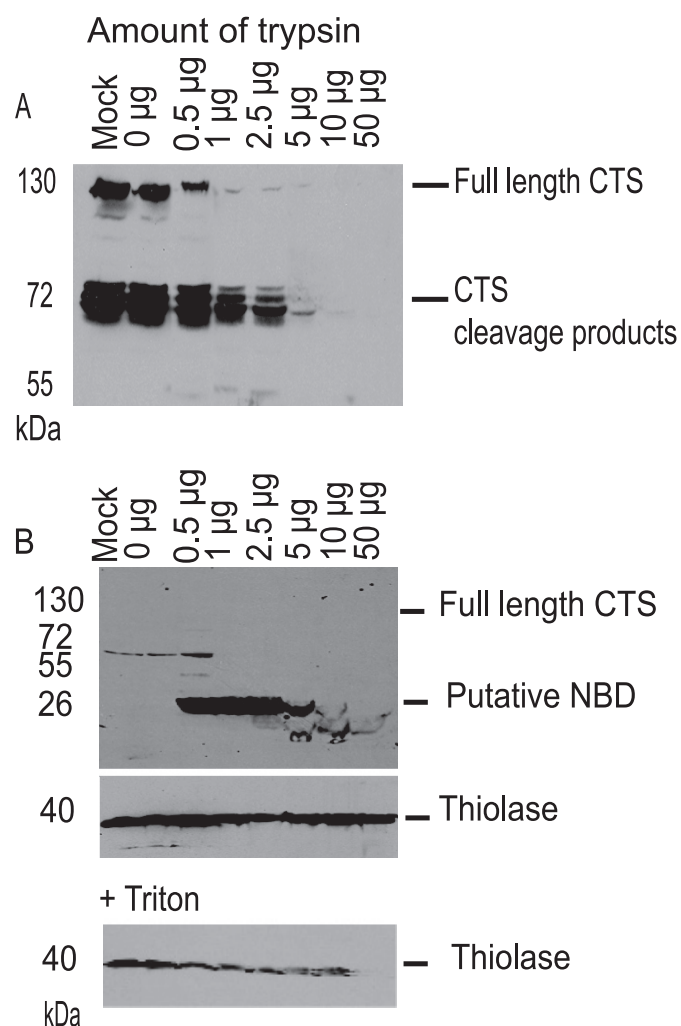 Amount of trypsin
A
Mock
0 µg
0.5 µg
1 µg
2.5 µg
5 µg
10 µg
50 µg
130
Full length CTS
72
CTS
cleavage products
55
kDa
B
Mock
0 µg
0.5 µg
1 µg
2.5 µg
5 µg
10 µg
50 µg
130
Full length CTS
72
55
26
Putative NBD
40
Thiolase
+ Triton
40
Thiolase
kDa